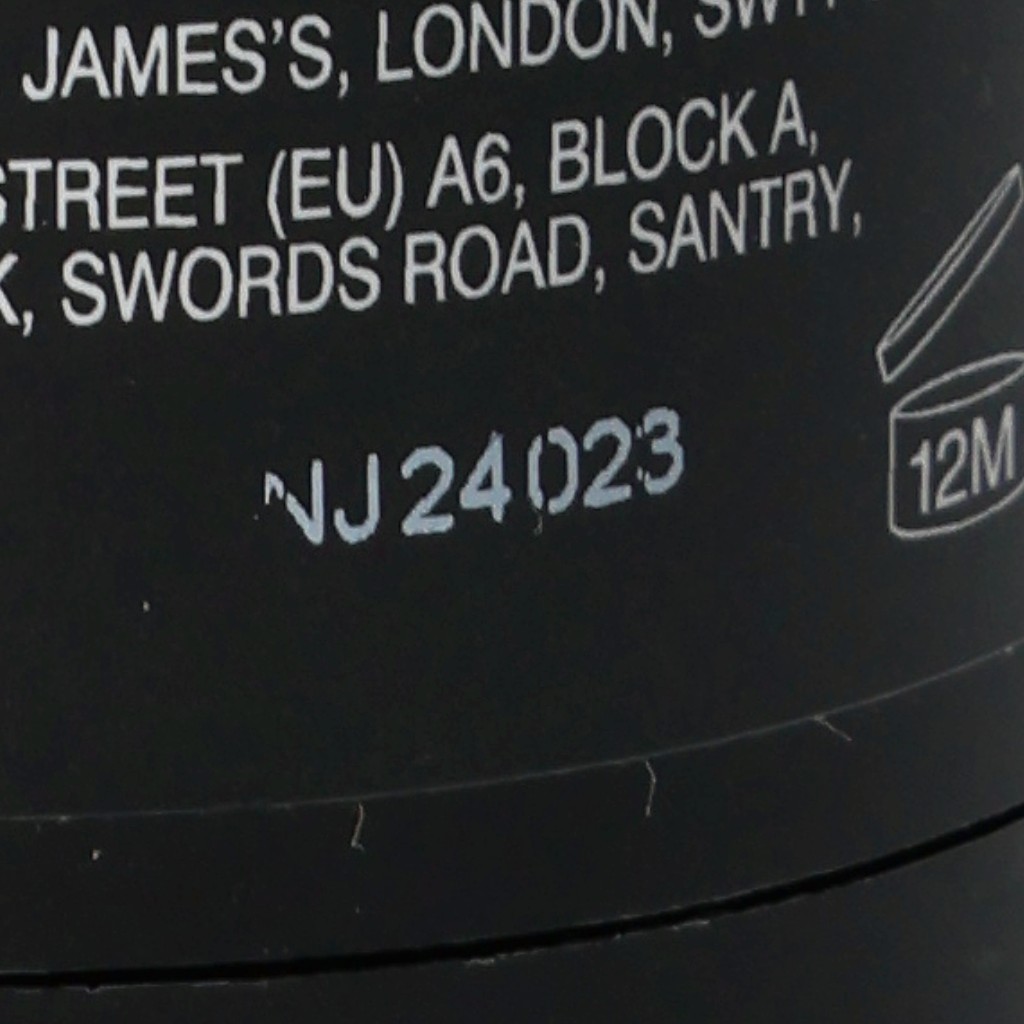 JAMES'S, LONDON,
STREET (EU) A6, BLOCK A,
K, SWORDS ROAD, SANTRY,
NJ24023
12M